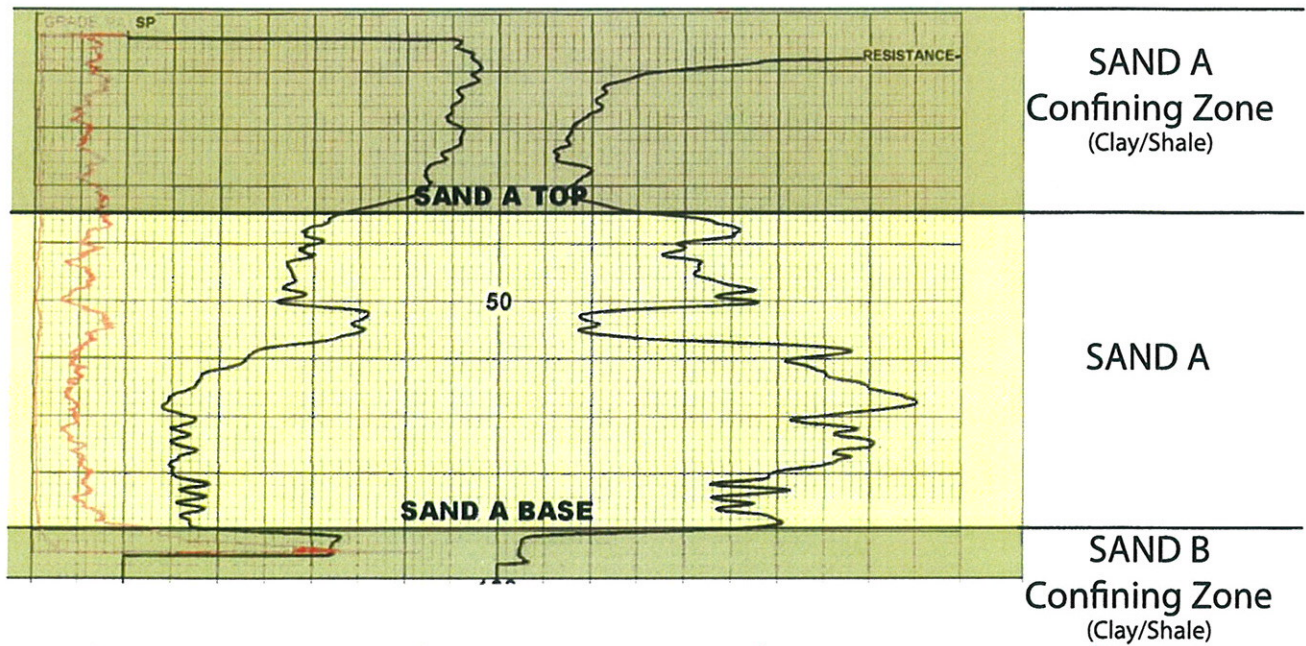 SP
RESISTANCE
SAND A
Confining Zone
(Clay/Shale)
SAND A TOP
50
SAND A
SAND A BASE
SAND B
Confining Zone
(Clay/Shale)